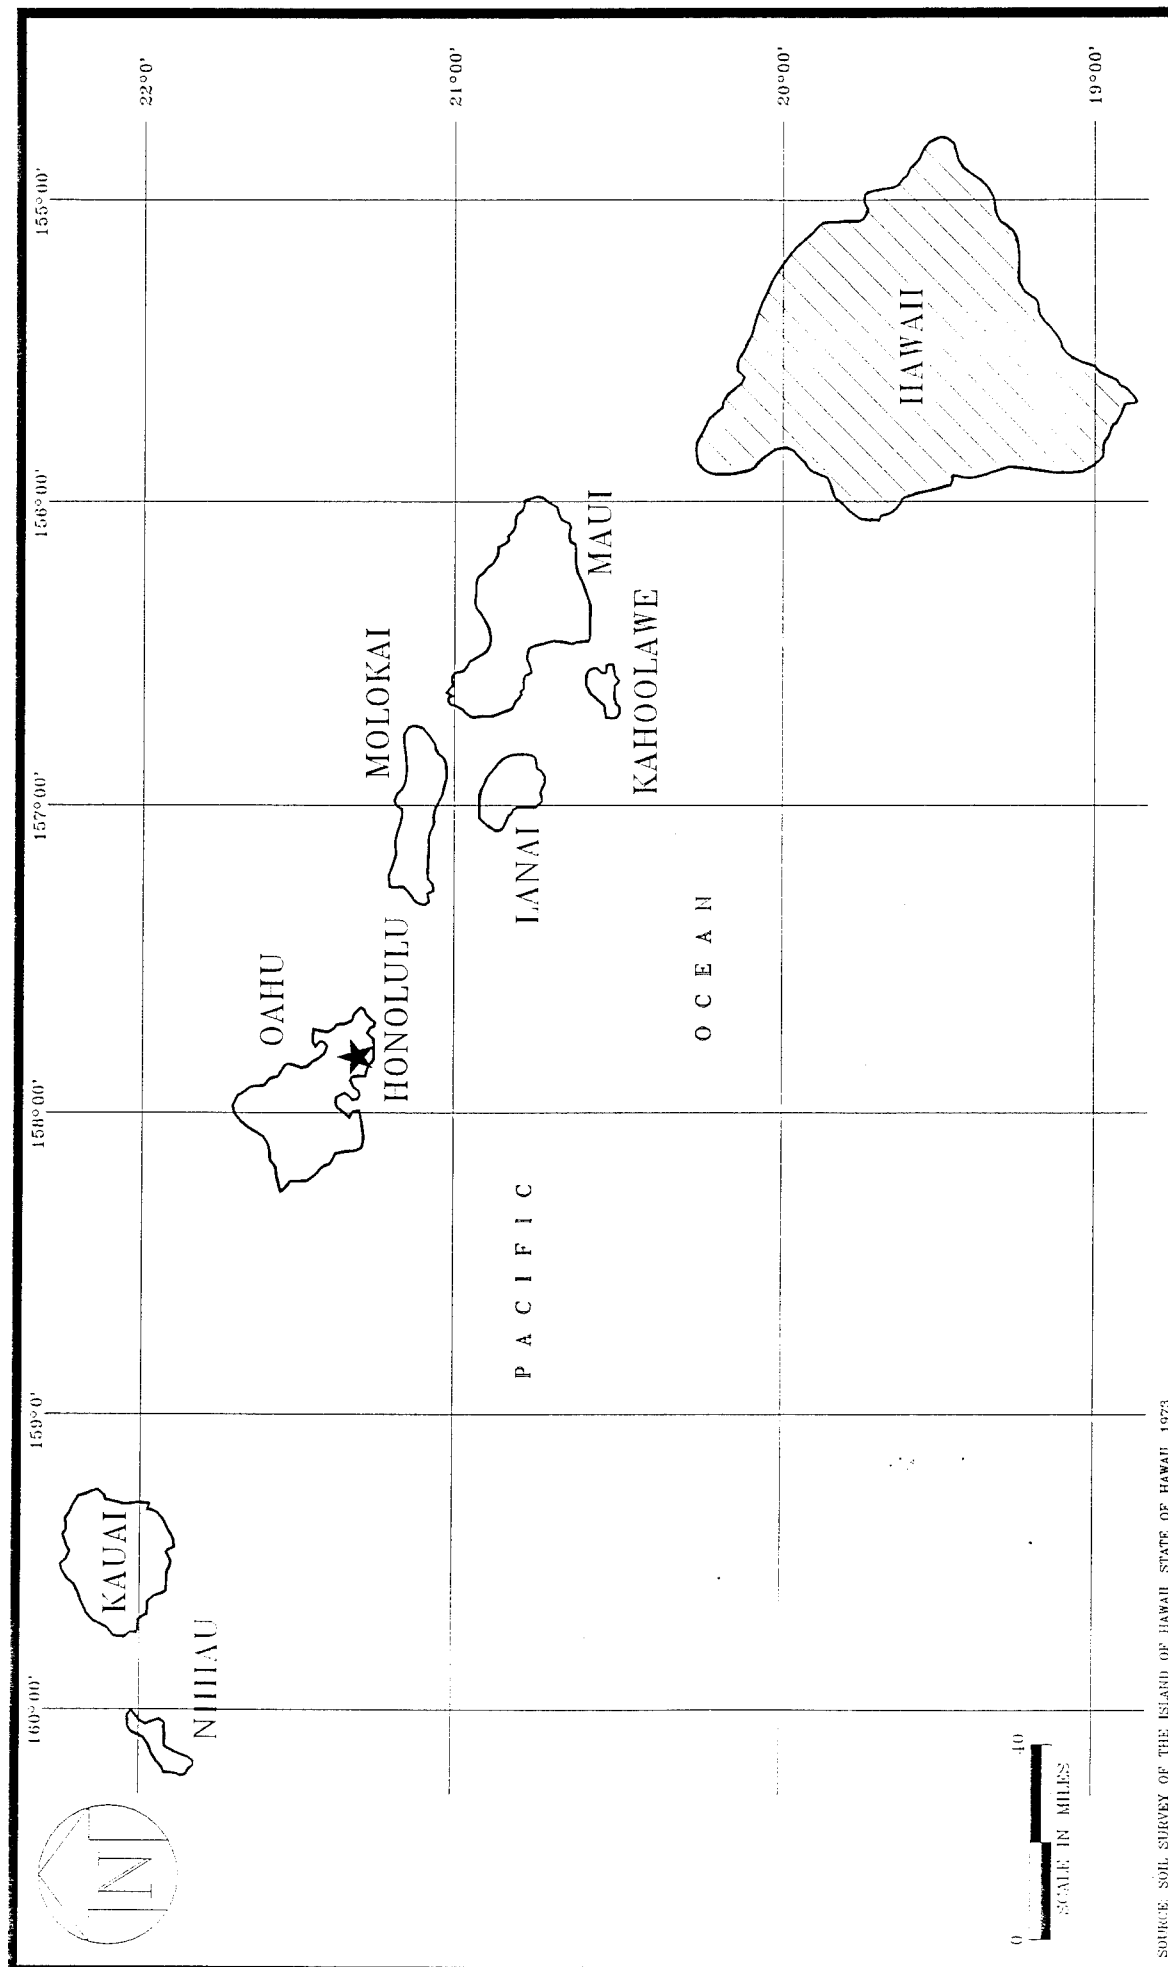 160°00'
159°0'
158°00'
157°00'
156°00'
155°00'
22°0'
21°00'
20°00'
19°00'
N
KAUAI
NIIHAU
OAHU
HONOLULU
MOLOKAI
LANAI
MAUI
KAHOOLAWE
HAWAII
PACIFIC
OCEAN
0 40
SCALE IN MILES
SOURCE: SOIL SURVEY OF THE ISLAND OF HAWAII, STATE OF HAWAII, 1973